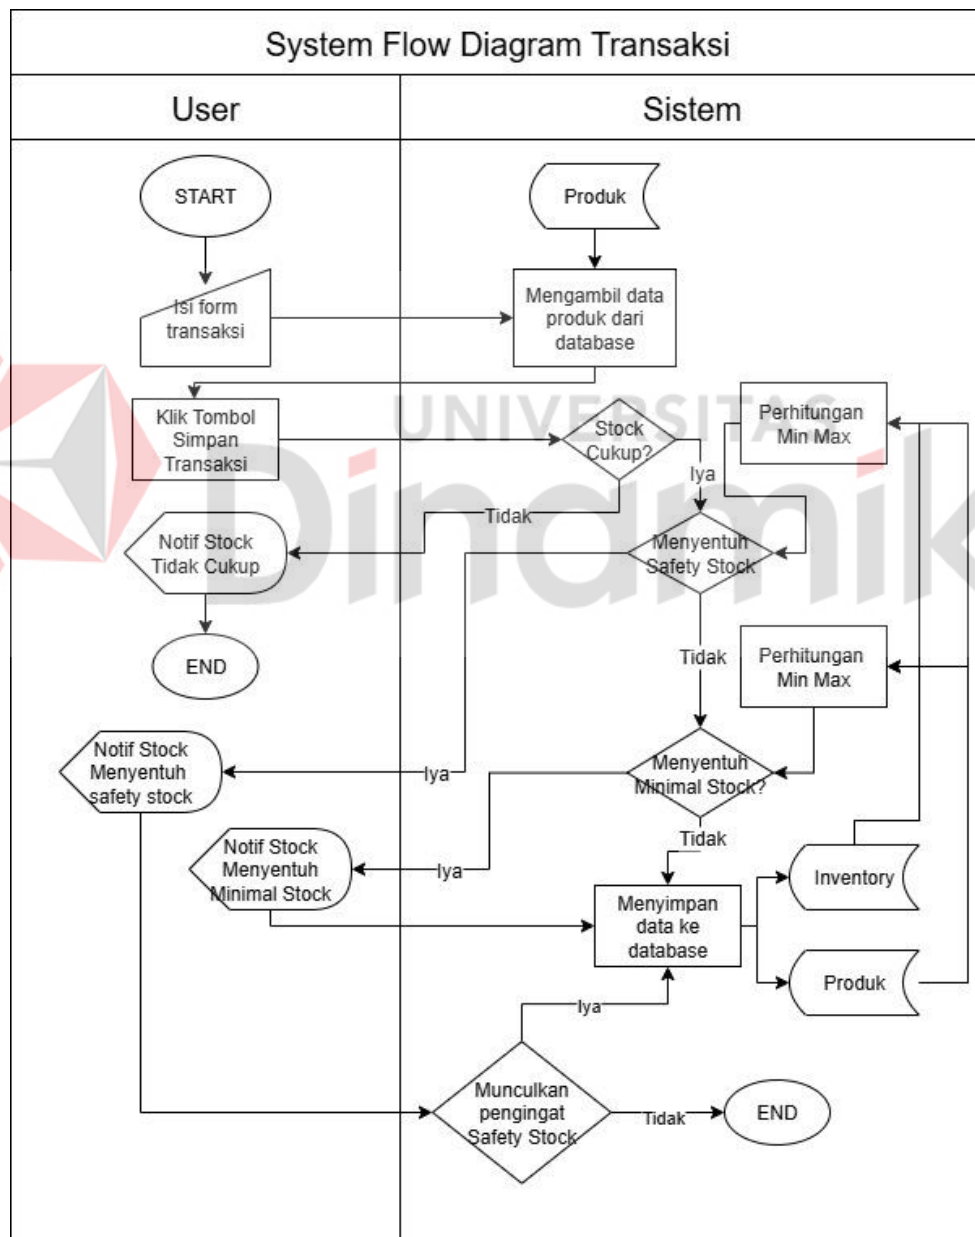 System Flow Diagram Transaksi
User
Sistem
START
Produk
Isi form
transaksi
Mengambil data
produk dari
database
Klik Tombol
Simpan
Transaksi
Stock
Cukup?
Perhitungan
Min Max
UNIVERSITAS
Dinamik
Iya
Tidak
Notif Stock
Tidak Cukup
Menyentuh
Safety Stock
END
Tidak
Perhitungan
Min Max
Notif Stock
Menyentuh
safety stock
Iya
Menyentuh
Minimal Stock?
Tidak
Notif Stock
Menyentuh
Minimal Stock
Iya
Menyimpan
data ke
database
Inventory
Produk
Iya
Munculkan
pengingat
Safety Stock
Tidak
END